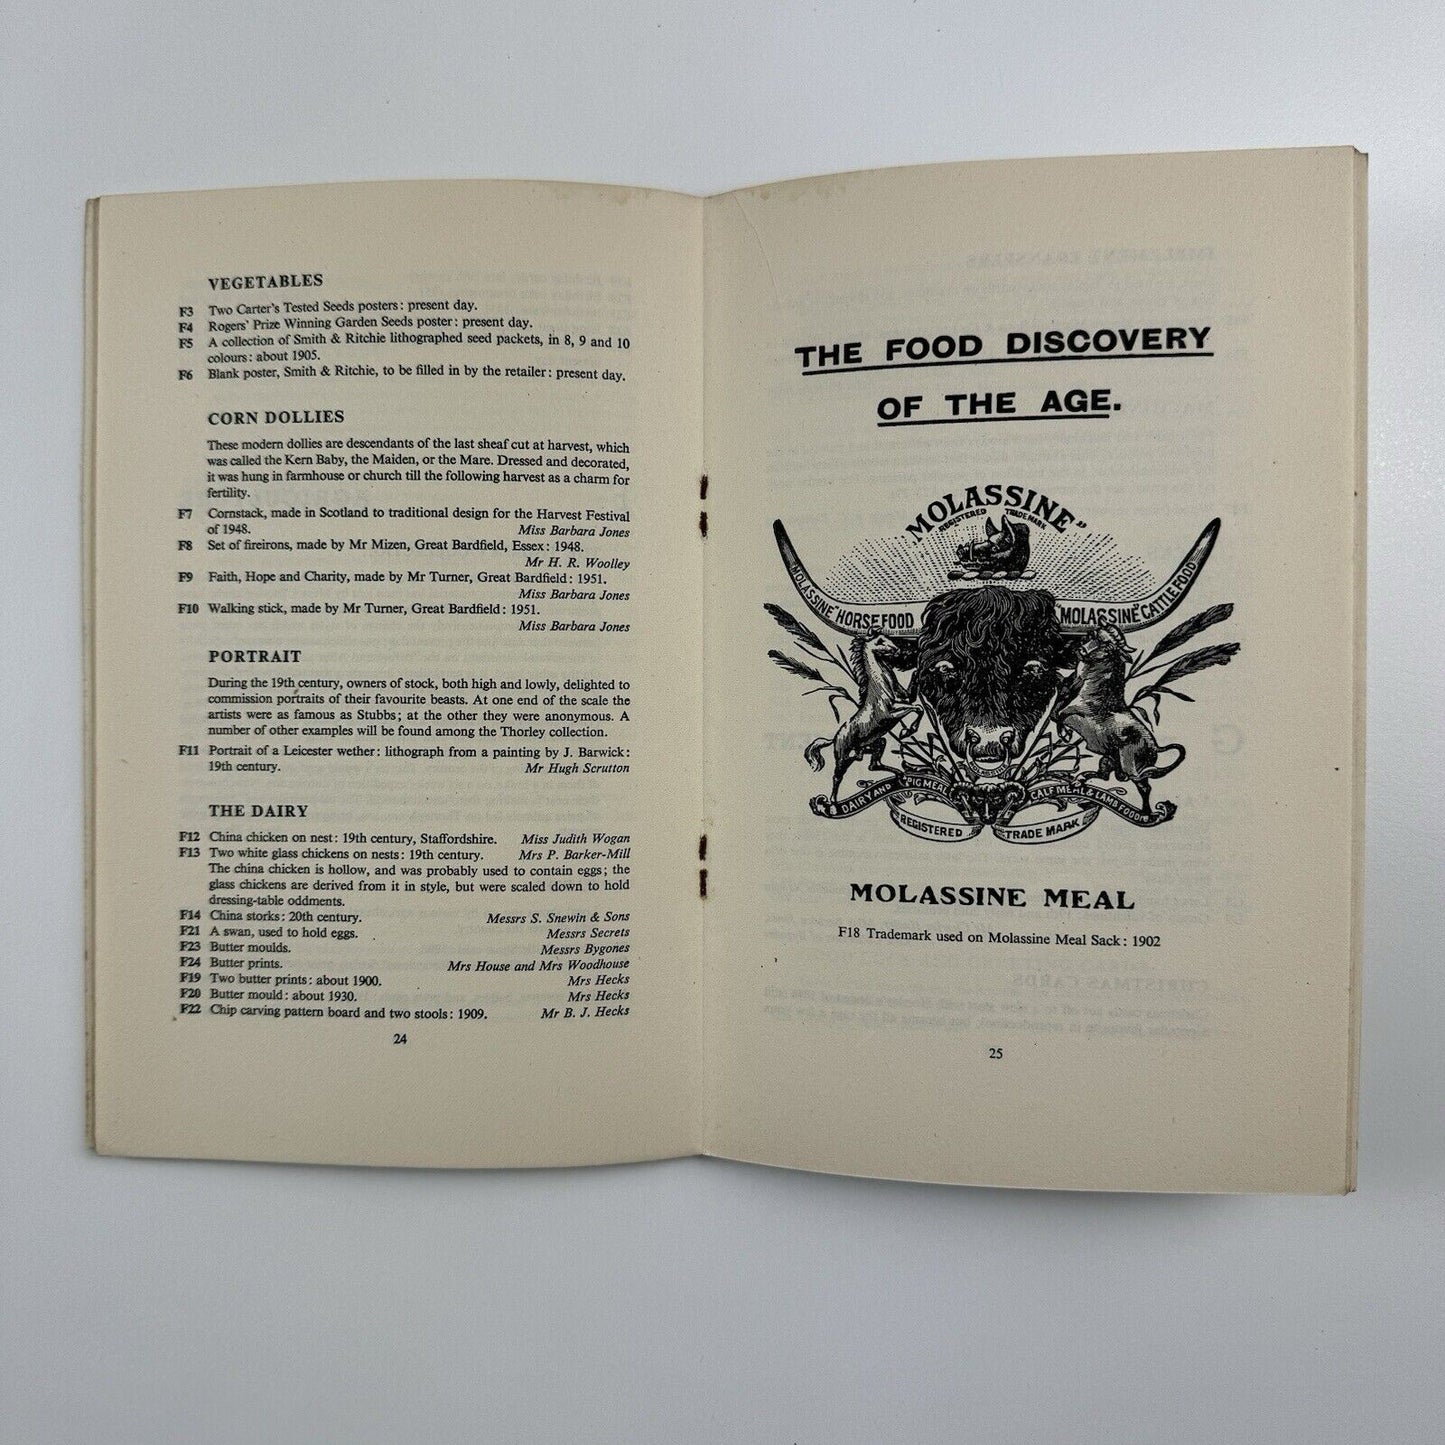 VEGETABLES
F3 Two Carter's Tested Seeds posters: present day.
F4 Rogers' Prize Winning Garden Seeds poster: present day.
F5 A collection of Smith & Ritchie lithographed seed packets, in 8, 9 and 10
colours: about 1905.
F6 Blank poster, Smith & Ritchie, to be filled in by the retailer: present day.
CORN DOLLIES
These modern dollies are descendants of the last sheaf cut at harvest, which
was called the Kern Baby, the Maiden, or the Mare. Dressed and decorated,
it was hung in farmhouse or church till the following harvest as a charm for
fertility.
F7 Cornstack, made in Scotland to traditional design for the Harvest Festival
of 1948. Miss Barbara Jones
F8 Set of fireirons, made by Mr Mizen, Great Bardfield, Essex: 1948.
Mr H. R. Woolley
F9 Faith, Hope and Charity, made by Mr Turner, Great Bardfield: 1951.
Miss Barbara Jones
F10 Walking stick, made by Mr Turner, Great Bardfield: 1951.
Miss Barbara Jones
PORTRAIT
During the 19th century, owners of stock, both high and lowly, delighted to
commission portraits of their favourite beasts. At one end of the scale the
artists were as famous as Stubbs; at the other they were anonymous. A
number of other examples will be found among the Thorley collection.
F11 Portrait of a Leicester wether: lithograph from a painting by J. Barwick:
19th century. Mr Hugh Scrutton
THE DAIRY
F12 China chicken on nest: 19th century, Staffordshire. Miss Judith Wogan
F13 Two white glass chickens on nests: 19th century. Mrs P. Barker-Mill
The china chicken is hollow, and was probably used to contain eggs; the
glass chickens are derived from it in style, but were scaled down to hold
dressing-table oddments.
F14 China storks: 20th century. Messrs S. Snewin & Sons
F21 A swan, used to hold eggs. Messrs Secrets
F23 Butter moulds. Messrs Bygones
F24 Butter prints. Mrs House and Mrs Woodhouse
F19 Two butter prints: about 1900. Mrs Hecks
F20 Butter mould: about 1930. Mrs Hecks
F22 Chip carving pattern board and two stools: 1909. Mr B. J. Hecks
24
THE FOOD DISCOVERY
OF THE AGE.
"MOLASSINE"
REGISTERED TRADE MARK
"MOLASSINE" HORSE FOOD
"MOLASSINE" CATTLE FOOD
DAIRY AND PIG MEAL
CALF MEAL & LAMB FOOD
REGISTERED TRADE MARK
MOLASSINE MEAL
F18 Trademark used on Molassine Meal Sack: 1902
25